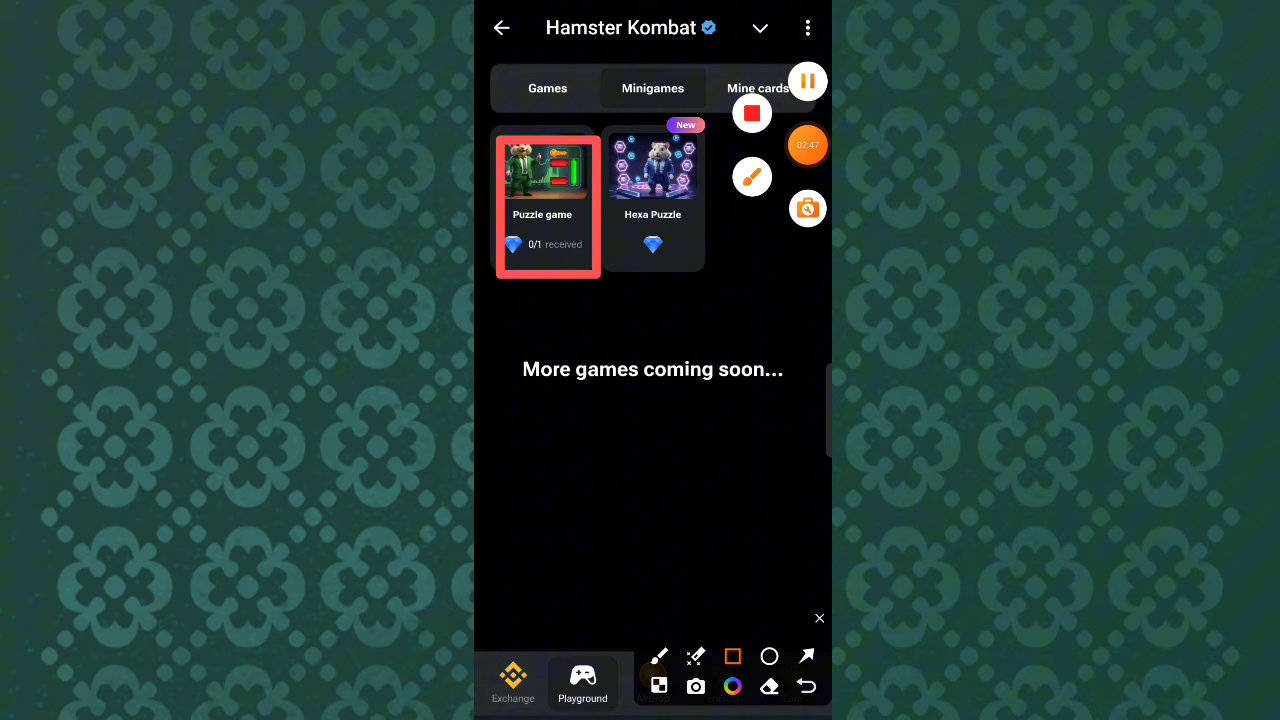 Hamster Kombat
Games
Minigames
Mine cards
02:47
New
Puzzle game
0/1 received
Hexa Puzzle
More games coming soon...
Exchange
Playground